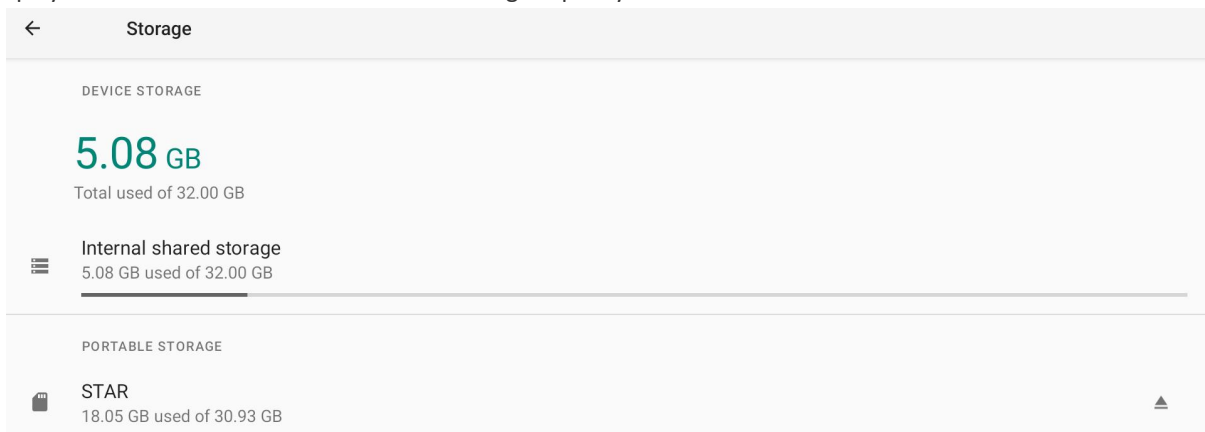 Storage
DEVICE STORAGE
5.08 GB
Total used of 32.00 GB
Internal shared storage
5.08 GB used of 32.00 GB
PORTABLE STORAGE
STAR
18.05 GB used of 30.93 GB